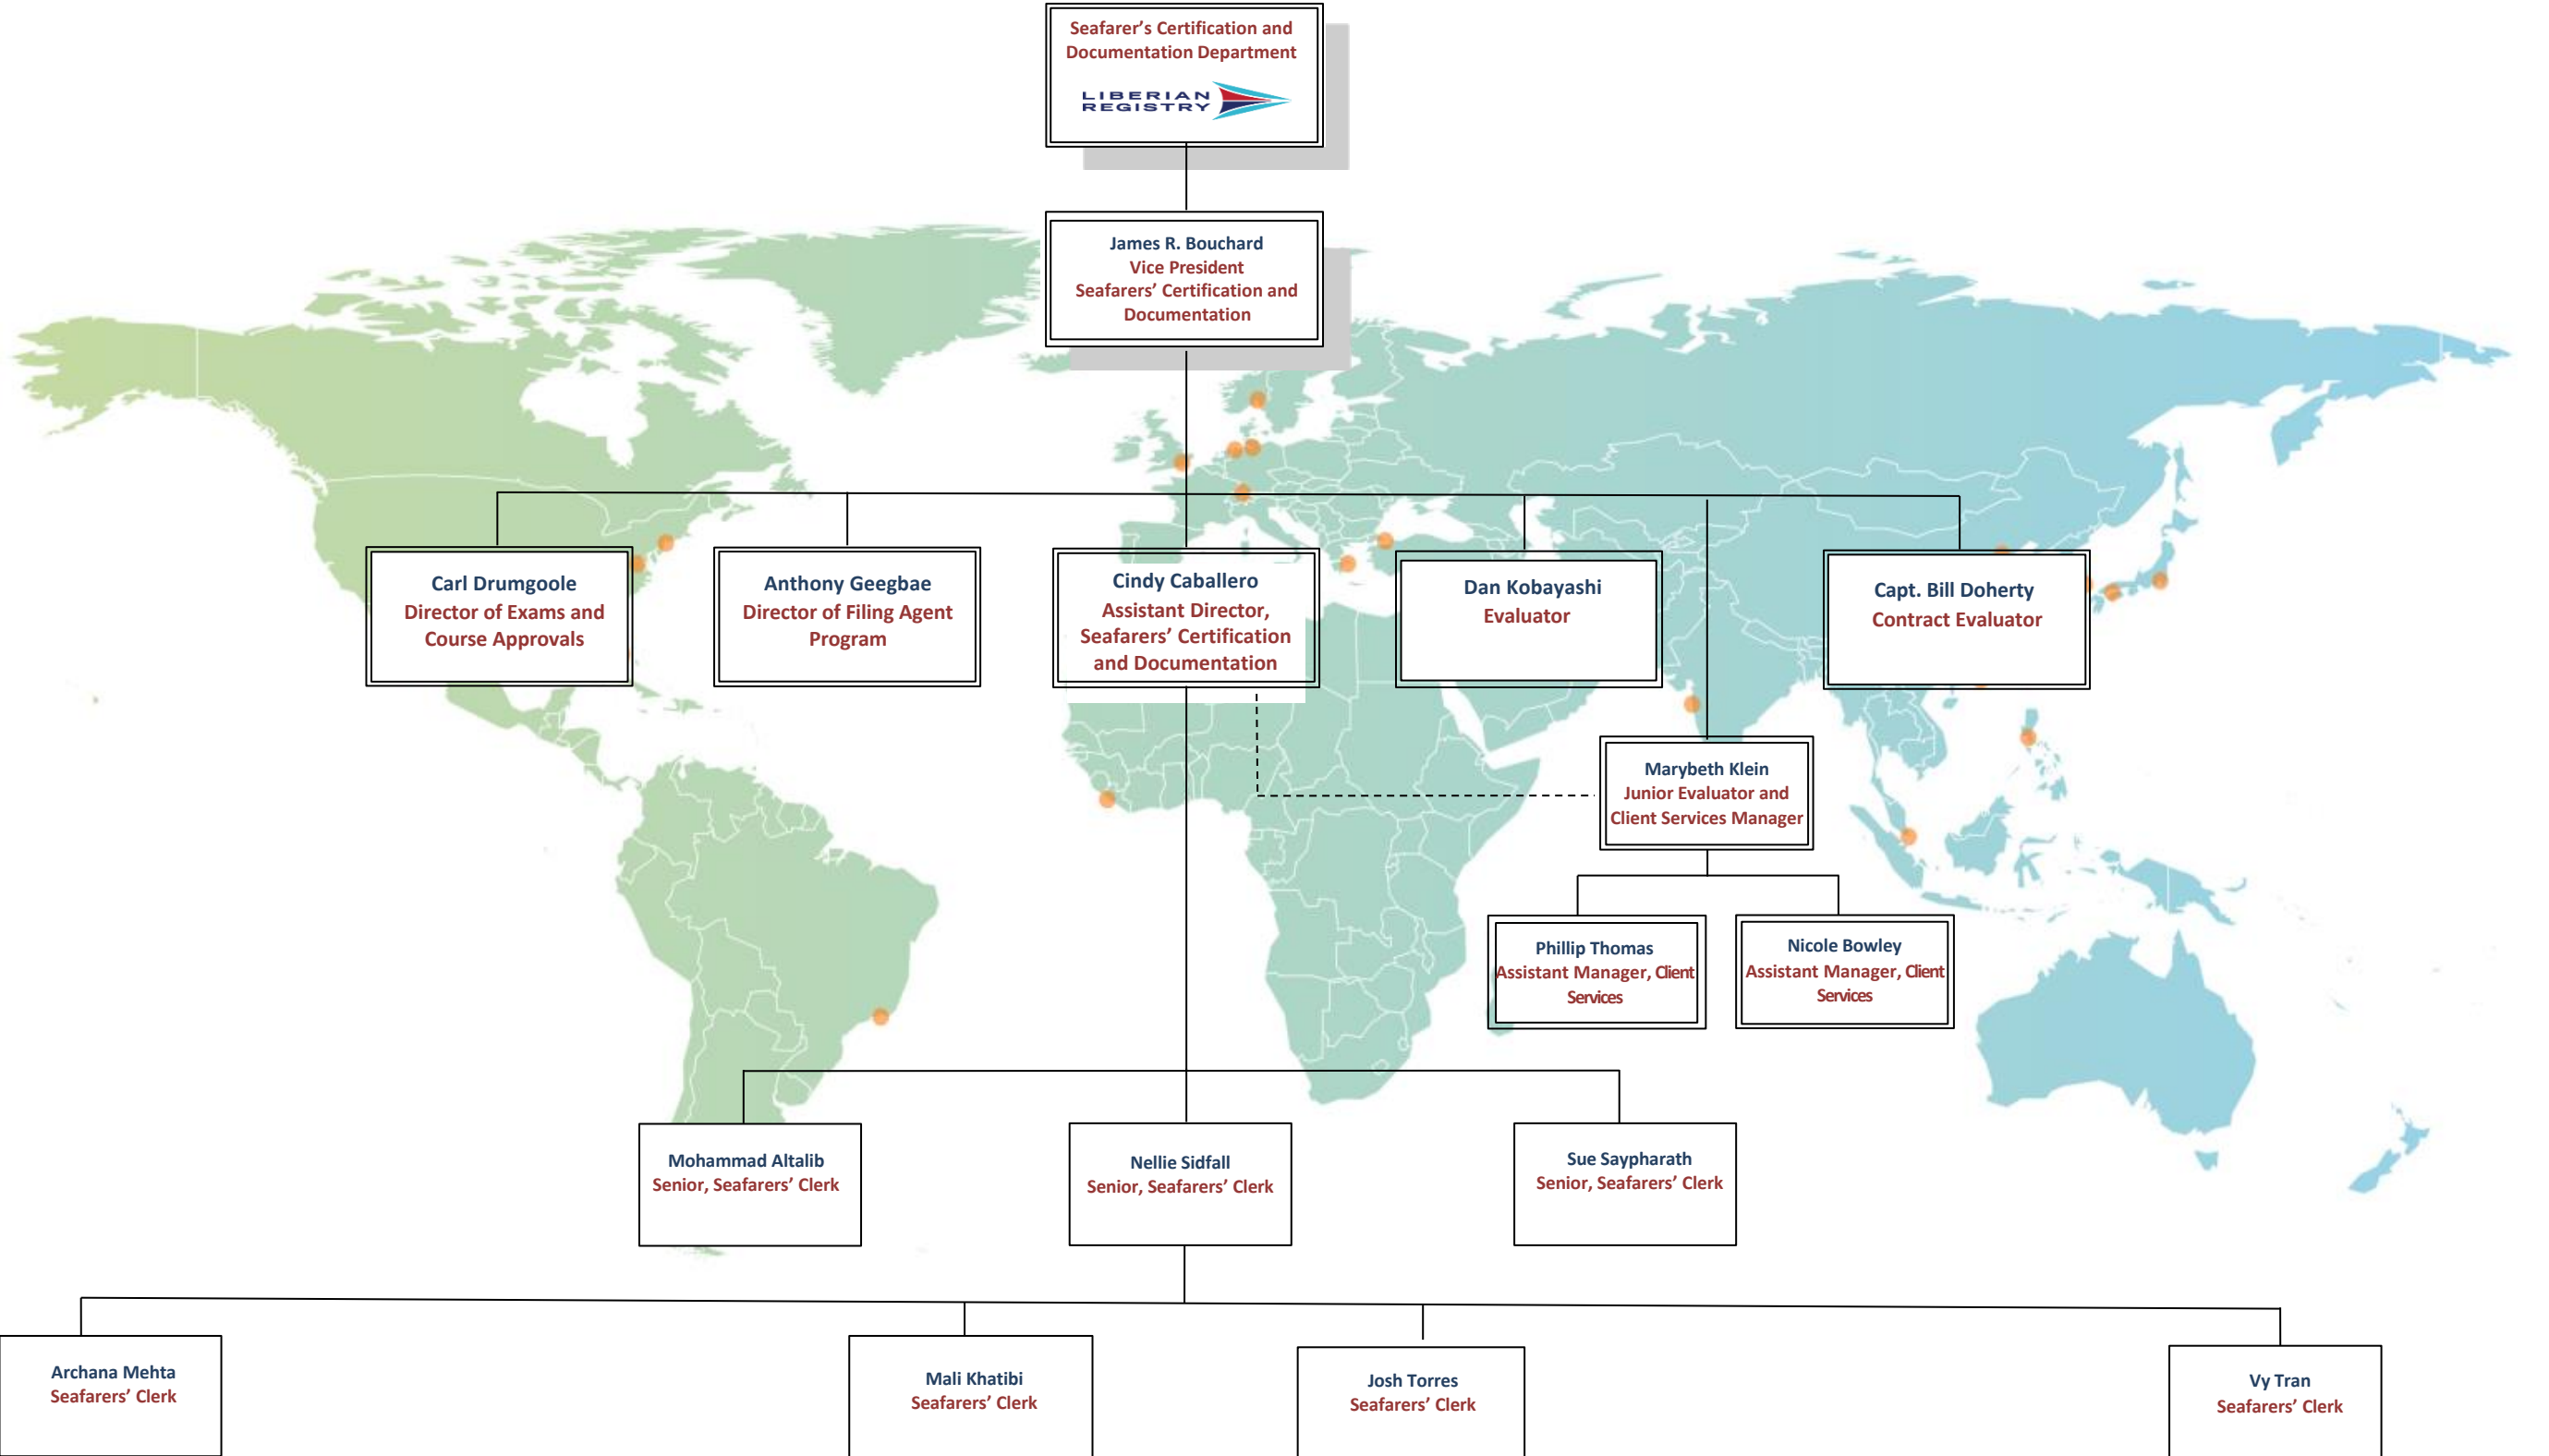 Seafarer’s Certification and
Documentation Department
LIBERIAN
REGISTRY
James R. Bouchard
Vice President
Seafarers’ Certification and
Documentation
Carl Drumgoole
Director of Exams and
Course Approvals
Anthony Geegbae
Director of Filing Agent
Program
Cindy Caballero
Assistant Director,
Seafarers’ Certification
and Documentation
Dan Kobayashi
Evaluator
Capt. Bill Doherty
Contract Evaluator
Marybeth Klein
Junior Evaluator and
Client Services Manager
Phillip Thomas
Assistant Manager, Client
Services
Nicole Bowley
Assistant Manager, Client
Services
Mohammad Altalib
Senior, Seafarers’ Clerk
Nellie Sidfall
Senior, Seafarers’ Clerk
Sue Saypharath
Senior, Seafarers’ Clerk
Archana Mehta
Seafarers’ Clerk
Mali Khatibi
Seafarers’ Clerk
Josh Torres
Seafarers’ Clerk
Vy Tran
Seafarers’ Clerk